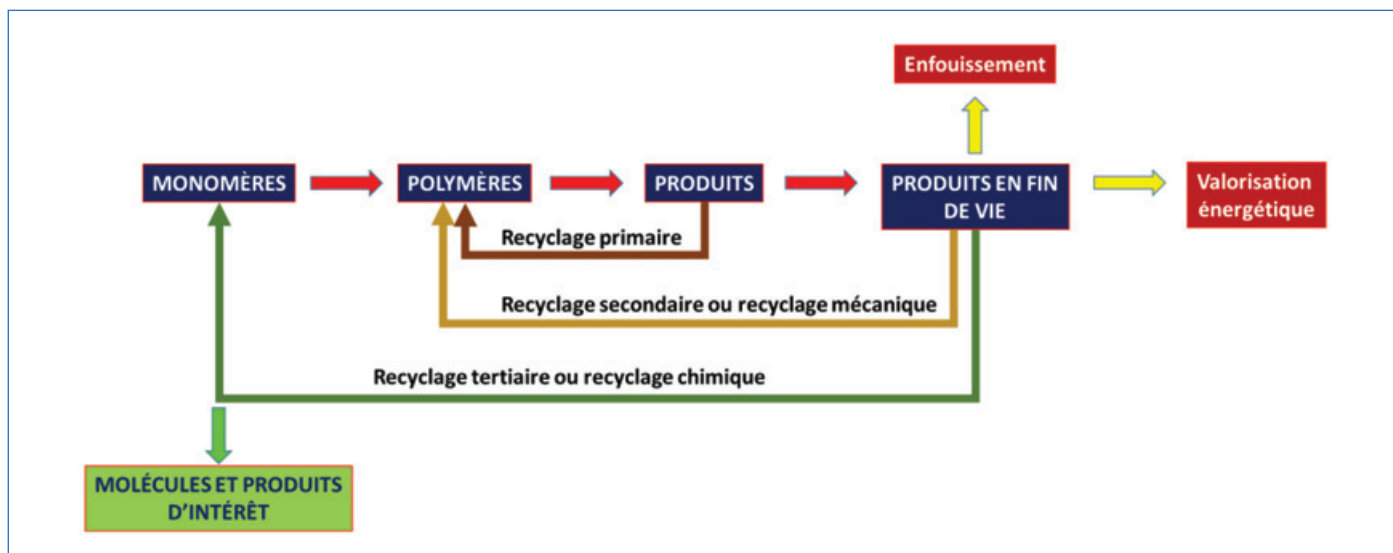 Enfouissement
MONOMÈRES
POLYMÈRES
PRODUITS
PRODUITS EN FIN
DE VIE
Valorisation
énergétique
Recyclage primaire
Recyclage secondaire ou recyclage mécanique
Recyclage tertiaire ou recyclage chimique
MOLÉCULES ET PRODUITS
D'INTÉRÊT